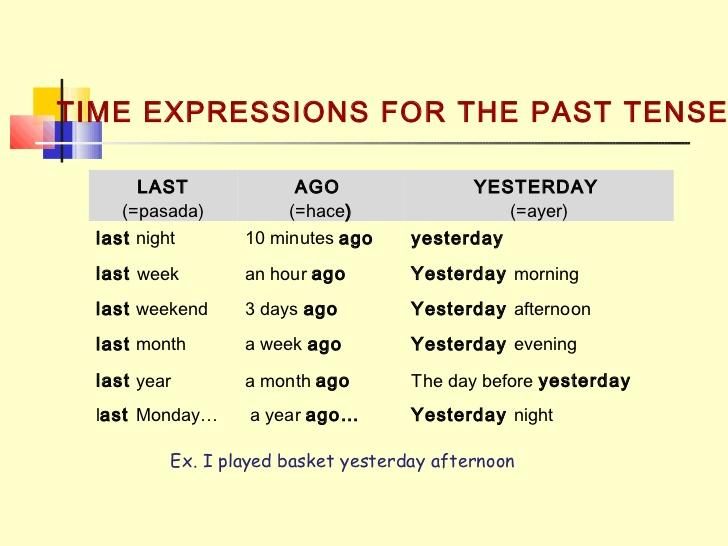 TIME EXPRESSIONS FOR THE PAST TENSE
LAST AGO YESTERDAY
(=pasada) (=hace) (=ayer)
last night 10 minutes ago yesterday
last week an hour ago Yesterday morning
last weekend 3 days ago Yesterday afternoon
last month a week ago Yesterday evening
last year a month ago The day before yesterday
last Monday… a year ago… Yesterday night
Ex. I played basket yesterday afternoon